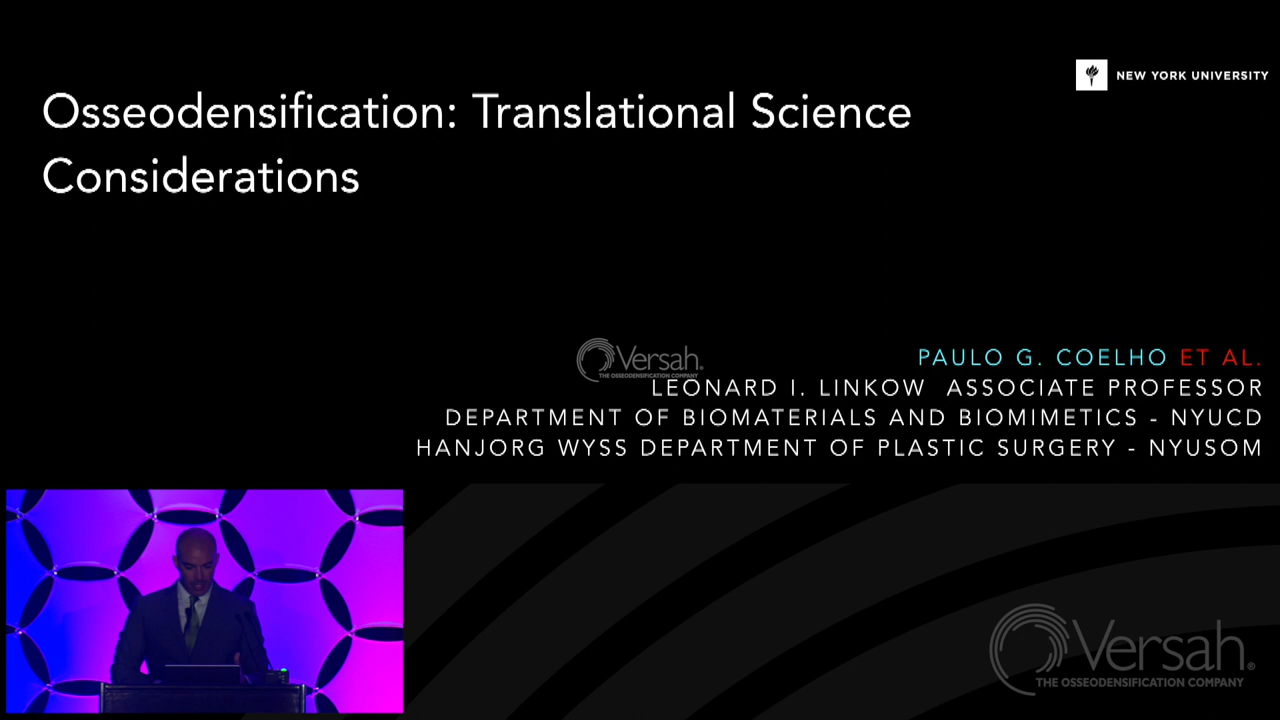 NEW YORK UNIVERSITY
Osseodensification: Translational Science
Considerations
Versah®
THE OSSEODENSIFICATION COMPANY
PAULO G. COELHO ET AL.
LEONARD I. LINKOW ASSOCIATE PROFESSOR
DEPARTMENT OF BIOMATERIALS AND BIOMIMETICS - NYUCD
HANJORG WYSS DEPARTMENT OF PLASTIC SURGERY - NYUSOM
Versah®
THE OSSEODENSIFICATION COMPANY